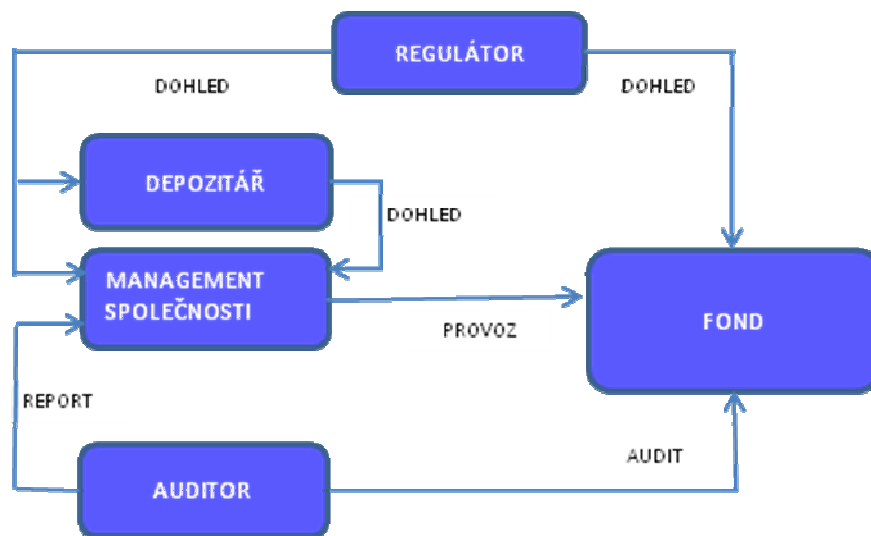 REGULÁTOR
DOHLED
DOHLED
DEPOZITÁŘ
DOHLED
MANAGEMENT
SPOLEČNOSTI
FOND
PROVOZ
REPORT
AUDIT
AUDITOR